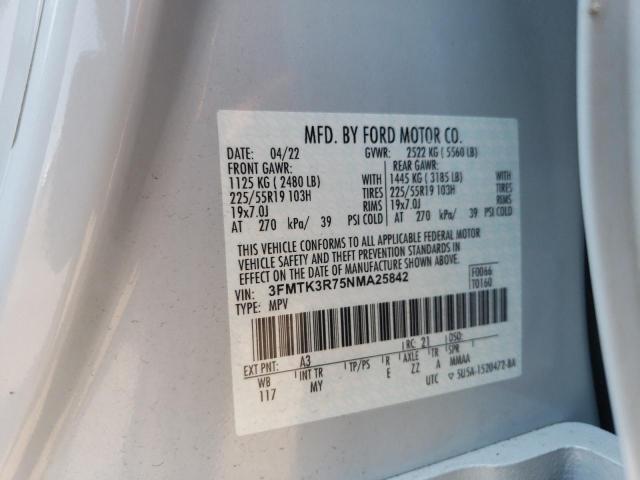 MFD. BY FORD MOTOR CO.
DATE: 04/22 GVWR: 2522 KG ( 5560 LB)
FRONT GAWR: REAR GAWR:
1125 KG ( 2480 LB) WITH 1445 KG ( 3185 LB) WITH
225/55R19 103H TIRES 225/55R19 103H TIRES
19x7.0J RIMS 19x7.0J RIMS
AT 270 kPa/ 39 PSI COLD AT 270 kPa/ 39 PSI COLD
THIS VEHICLE CONFORMS TO ALL APPLICABLE FEDERAL MOTOR
VEHICLE SAFETY AND THEFT PREVENTION STANDARDS IN
EFFECT ON THE DATE OF MANUFACTURE SHOWN ABOVE.
VIN: 3FMTK3R75NMA25842 F0066
TYPE: MPV T0160
EXT PNT: A3 RC: 21 DSO:
WB INT TR TP/PS R AXLE TR SPR
117 MY E ZZ A MMAA
UTC ▽ 5U5A-1520472-BA